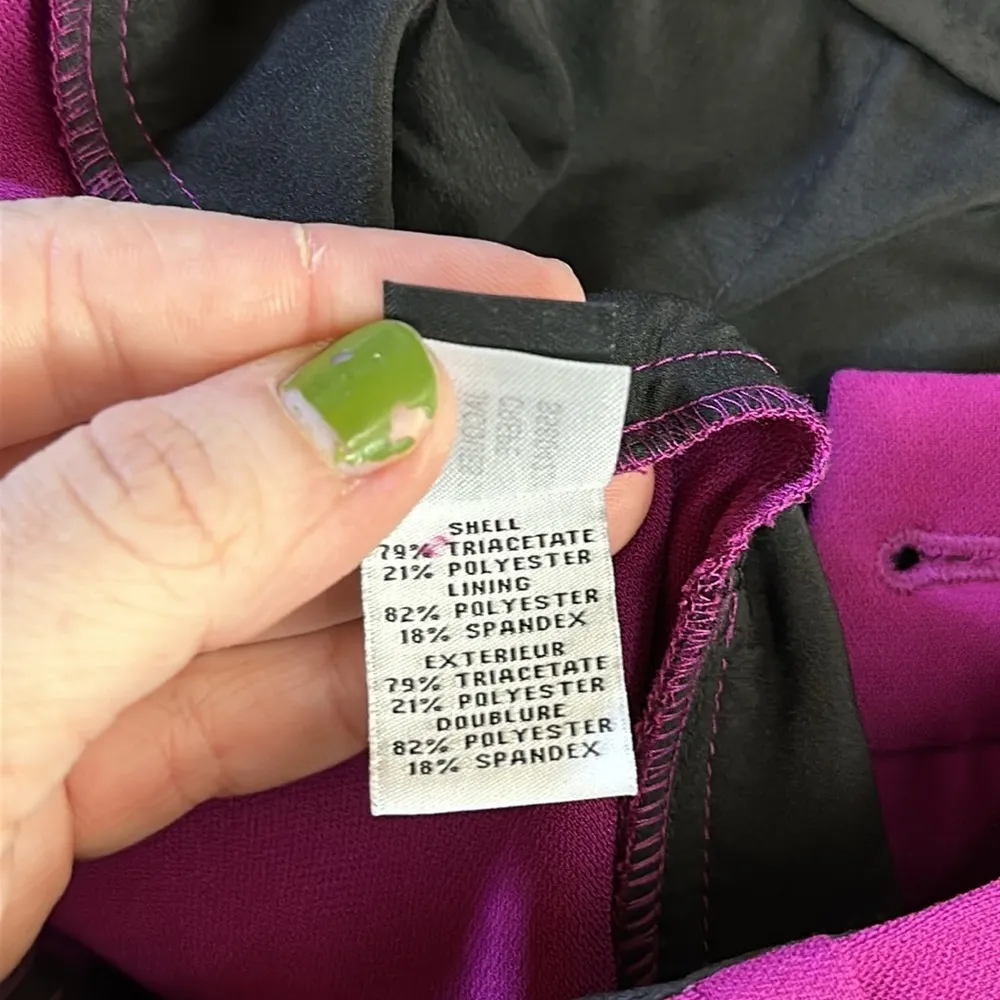 SHELL
79% TRIACETATE
21% POLYESTER
LINING
82% POLYESTER
18% SPANDEX
EXTERIEUR
79% TRIACETATE
21% POLYESTER
DOUBLURE
82% POLYESTER
18% SPANDEX